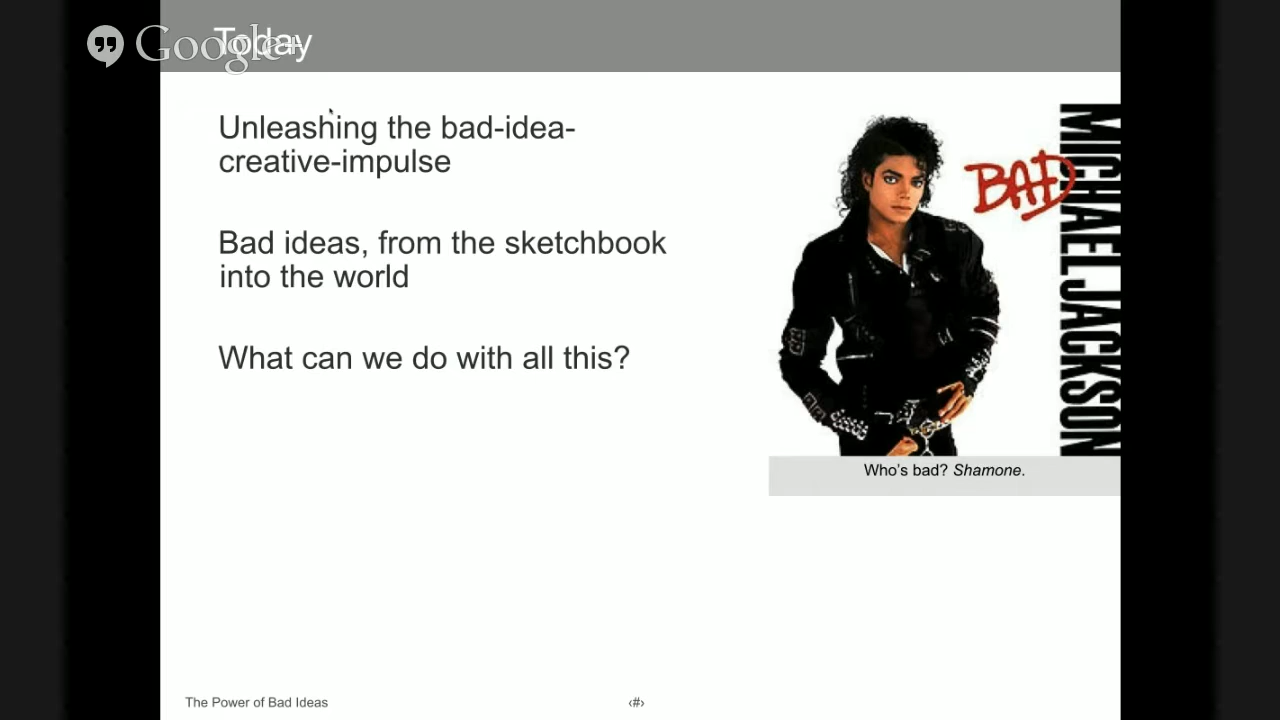 Google+
Today
Unleashing the bad-idea-
creative-impulse
Bad ideas, from the sketchbook
into the world
What can we do with all this?
BAD
MICHAEL JACKSON
Who's bad? Shamone.
The Power of Bad Ideas
‹#›